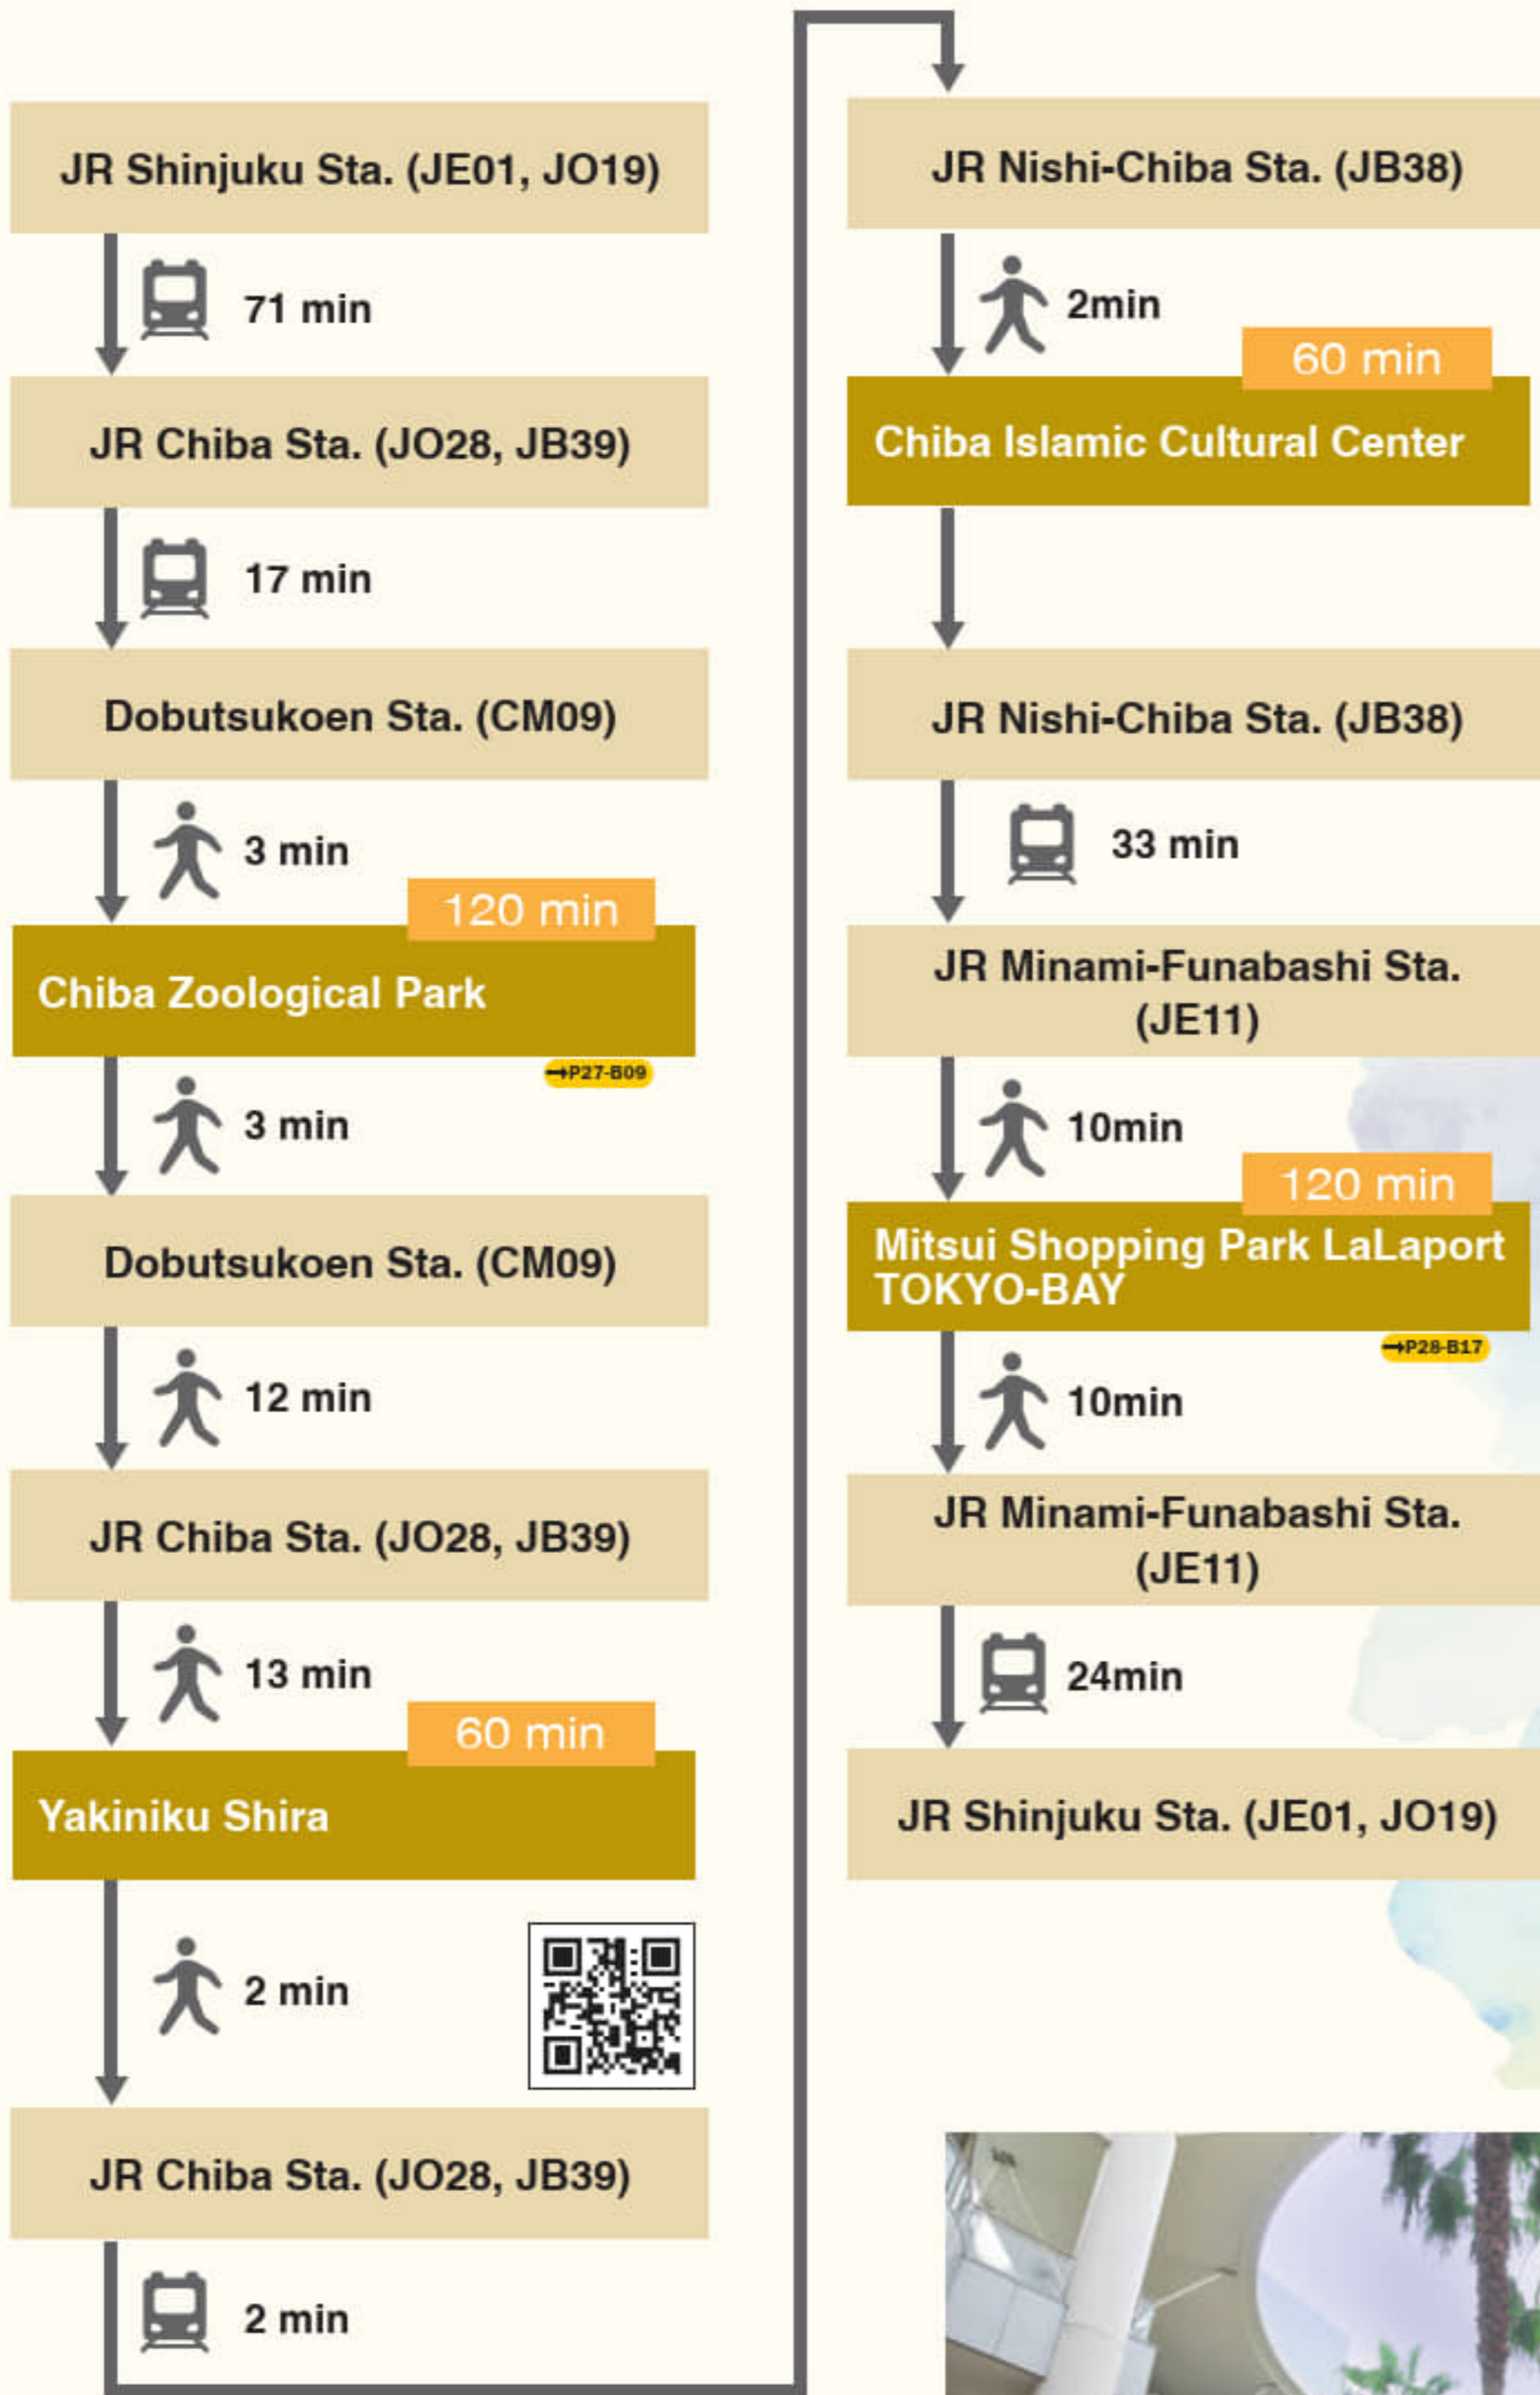 JR Shinjuku Sta. (JE01, JO19)
71 min
JR Chiba Sta. (JO28, JB39)
17 min
Dobutsukoen Sta. (CM09)
3 min
120 min
Chiba Zoological Park
→P27-B09
3 min
Dobutsukoen Sta. (CM09)
12 min
JR Chiba Sta. (JO28, JB39)
13 min
60 min
Yakiniku Shira
2 min
JR Chiba Sta. (JO28, JB39)
2 min
JR Nishi-Chiba Sta. (JB38)
2min
60 min
Chiba Islamic Cultural Center
JR Nishi-Chiba Sta. (JB38)
33 min
JR Minami-Funabashi Sta.
(JE11)
10min
120 min
Mitsui Shopping Park LaLaport
TOKYO-BAY
→P28-B17
10min
JR Minami-Funabashi Sta.
(JE11)
24min
JR Shinjuku Sta. (JE01, JO19)